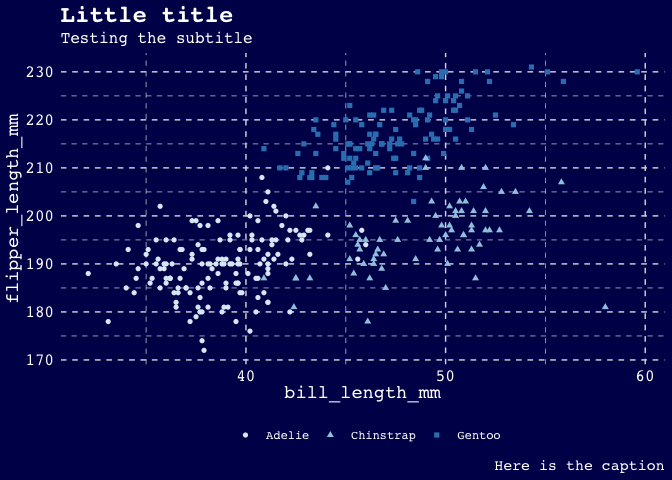 Little title
Testing the subtitle
flipper_length_mm
230
220
210
200
190
180
170
40 50 60
bill_length_mm
Adelie Chinstrap Gentoo
Here is the caption